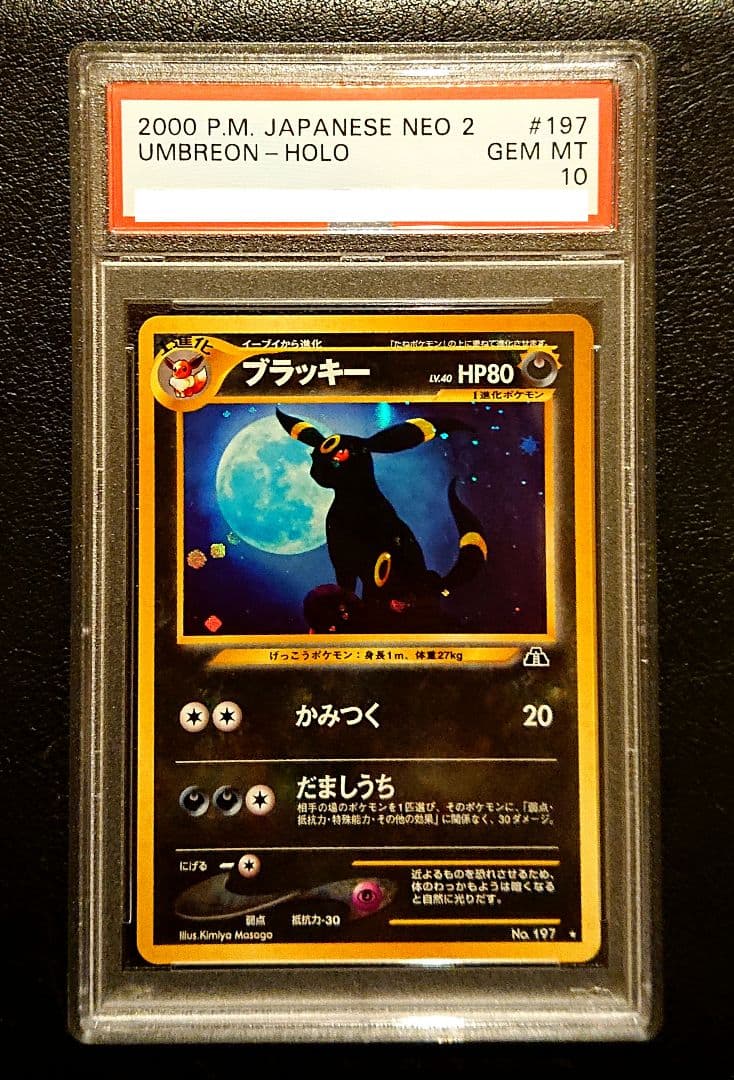 2000 P.M. JAPANESE NEO 2 #197
UMBREON - HOLO GEM MT
10
1進化 イーブイから進化 「たねポケモン」の上に重ねて進化させます。
ブラッキー LV.40 HP80
1進化ポケモン
げっこうポケモン：身長1m、体重27kg
かみつく 20
だましうち
相手の場のポケモンを1匹選び、そのポケモンに、「弱点・
抵抗力・特殊能力・その他の効果」に関係なく、30ダメージ。
にげる
近よるものを恐れさせるため、
体のわっかもようは暗くなる
と自然に光りだす。
弱点 抵抗力-30
Illus.Kimiya Masago No. 197